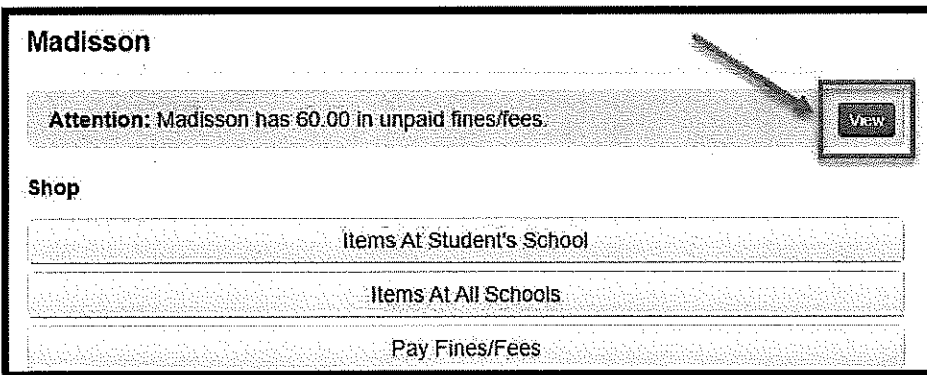 Madisson
Attention: Madisson has 60.00 in unpaid fines/fees.
View
Shop
Items At Student's School
Items At All Schools
Pay Fines/Fees